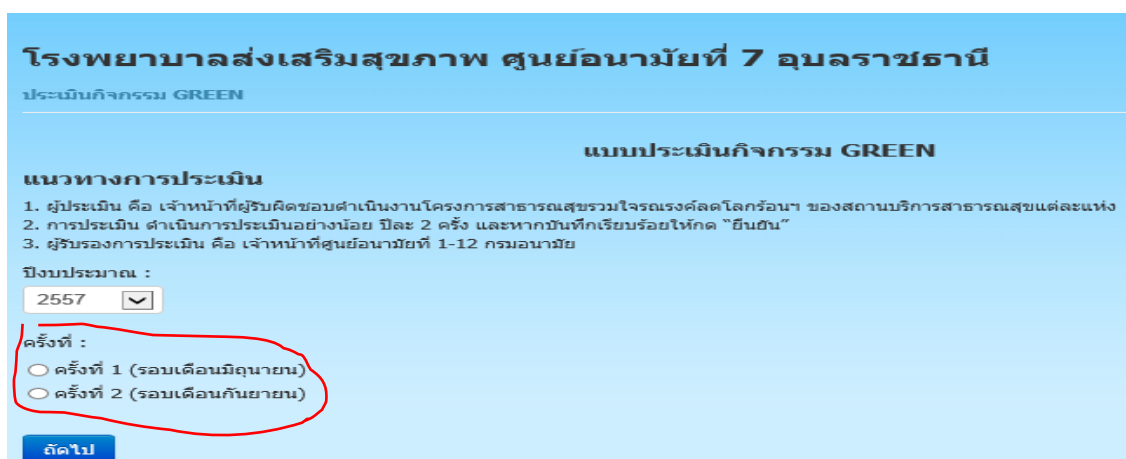 โรงพยาบาลส่งเสริมสุขภาพ ศูนย์อนามัยที่ 7 อุบลราชธานี
ประเมินกิจกรรม GREEN
แบบประเมินกิจกรรม GREEN
แนวทางการประเมิน
1. ผู้ประเมิน คือ เจ้าหน้าที่ผู้รับผิดชอบดำเนินงานโครงการสาธารณสุขรวมใจรณรงค์ลดโลกร้อนฯ ของสถานบริการสาธารณสุขแต่ละแห่ง
2. การประเมิน ดำเนินการประเมินอย่างน้อย ปีละ 2 ครั้ง และหากบันทึกเรียบร้อยให้กด "ยืนยัน"
3. ผู้รับรองการประเมิน คือ เจ้าหน้าที่ศูนย์อนามัยที่ 1-12 กรมอนามัย
ปีงบประมาณ :
2557
ครั้งที่ :
ครั้งที่ 1 (รอบเดือนมิถุนายน)
ครั้งที่ 2 (รอบเดือนกันยายน)
ถัดไป